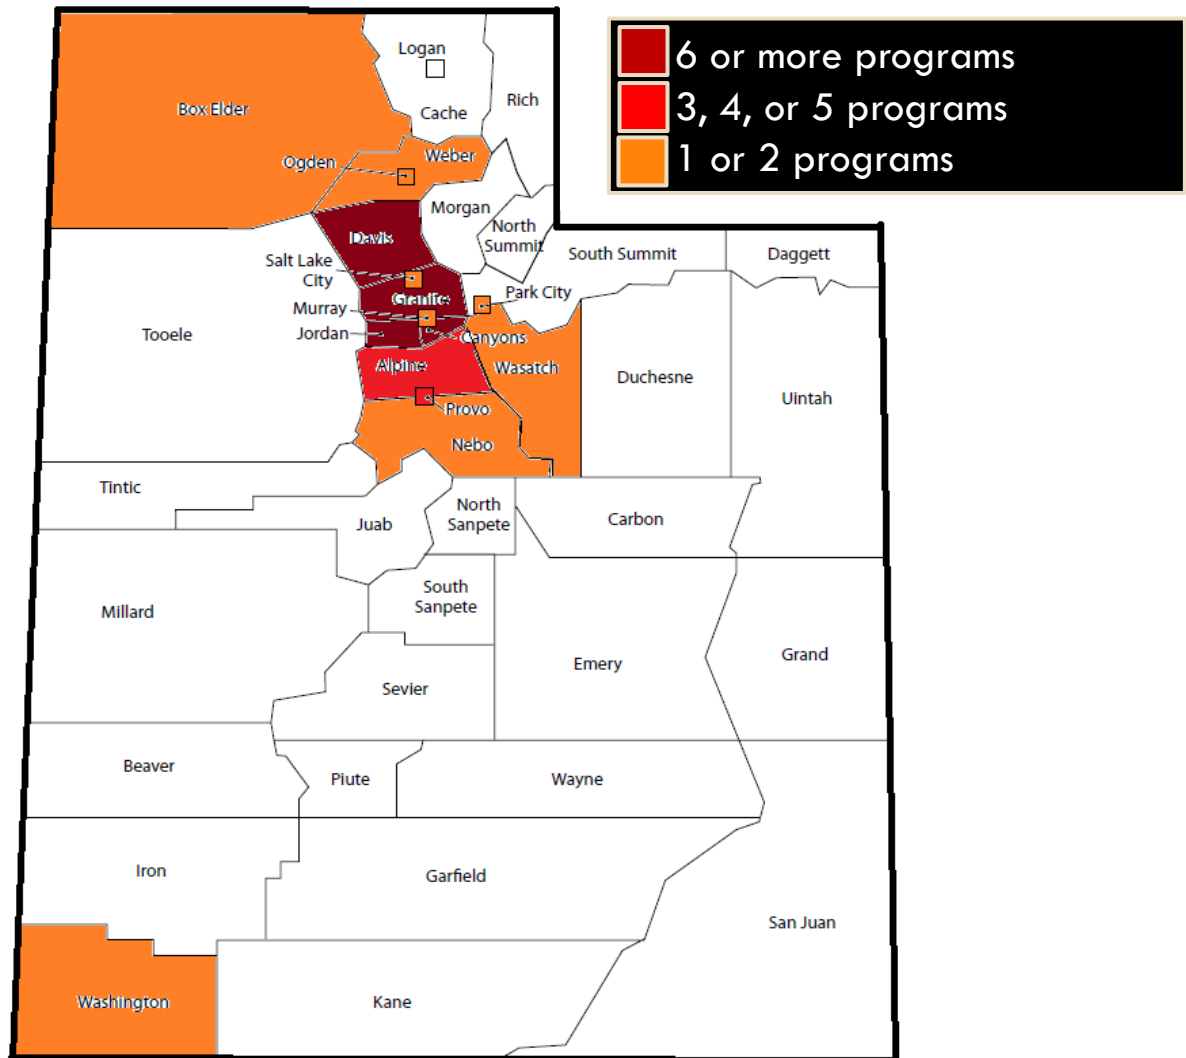 6 or more programs
3, 4, or 5 programs
1 or 2 programs
Logan
Box Elder
Rich
Cache
Ogden
Weber
Morgan
North
Summit
Davis
South Summit
Daggett
Salt Lake
City
Park City
Granite
Murray
Jordan
Tooele
Canyons
Alpine
Wasatch
Duchesne
Uintah
Provo
Nebo
Tintic
North
Sanpete
Juab
Carbon
South
Sanpete
Millard
Grand
Emery
Sevier
Beaver
Piute
Wayne
Iron
Garfield
San Juan
Washington
Kane